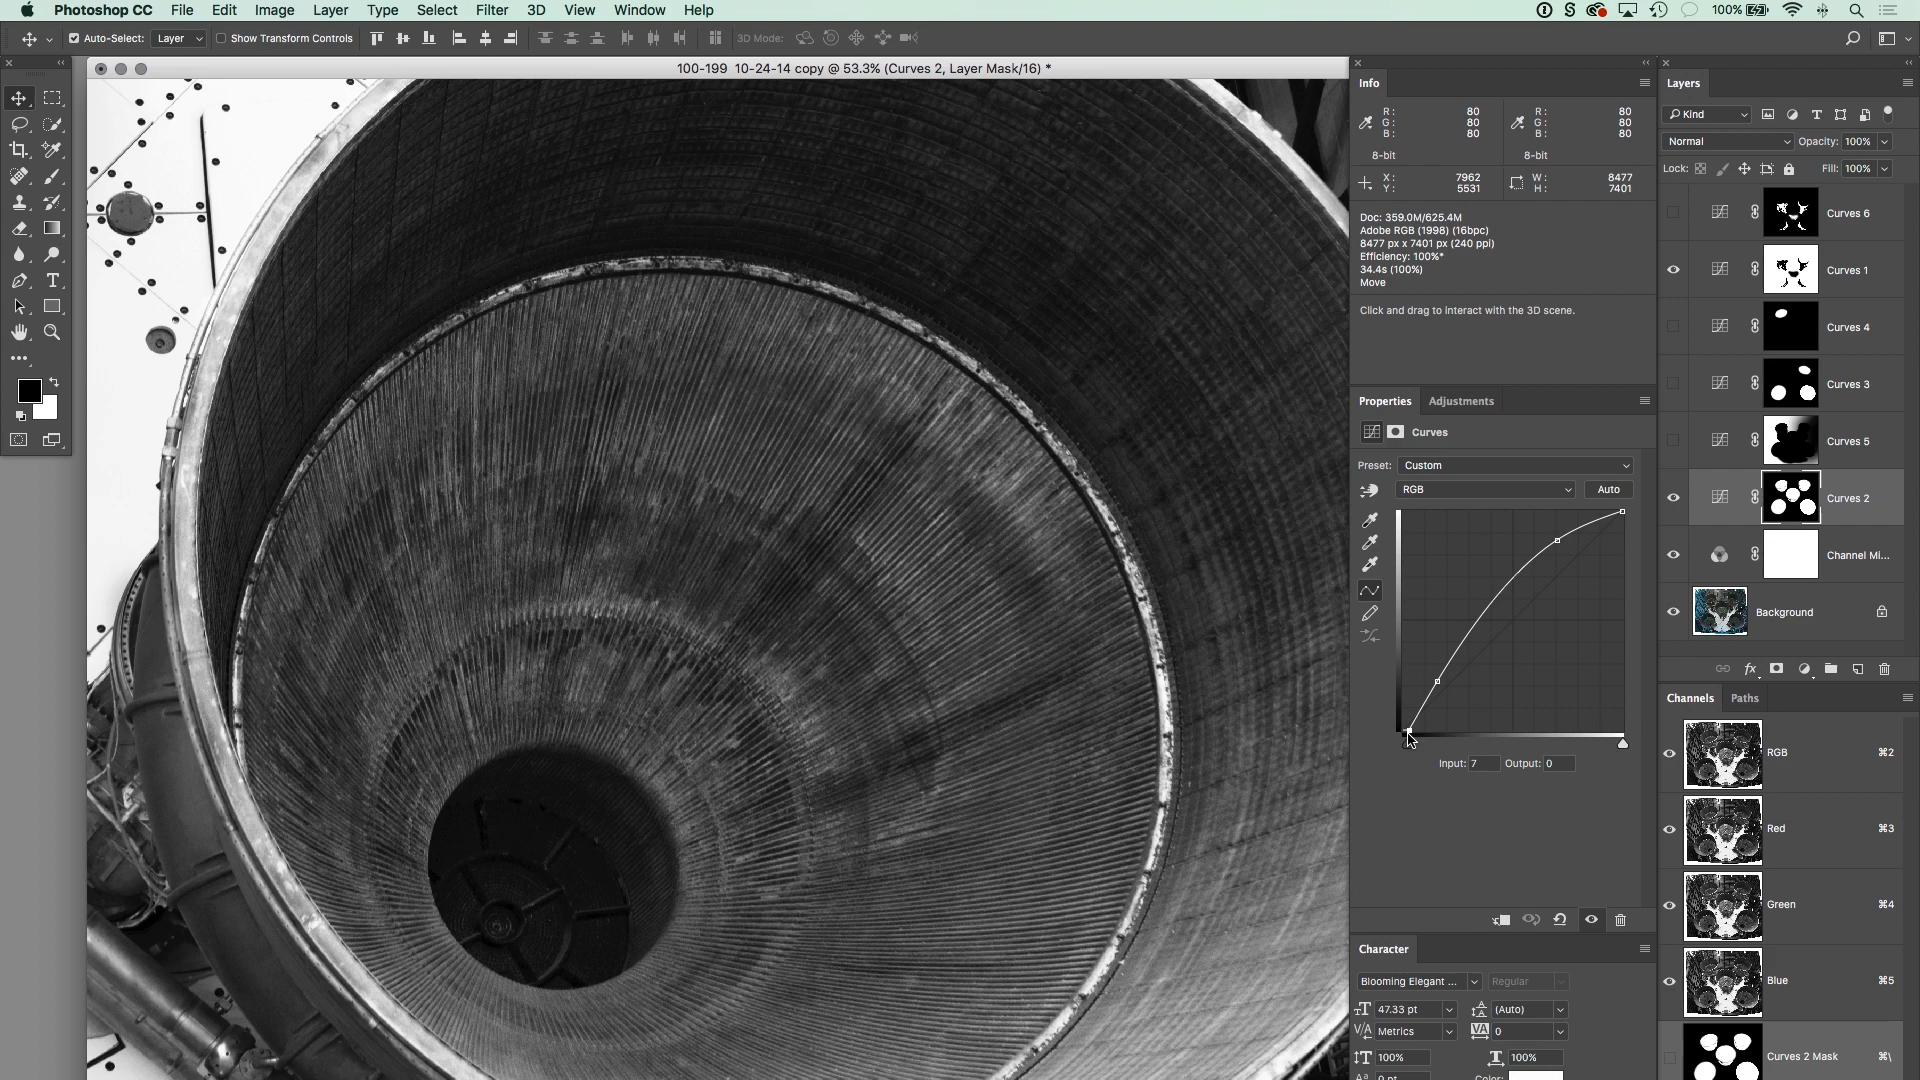 Photoshop CC File Edit Image Layer Type Select Filter 3D View Window Help 100%
Auto-Select: Layer Show Transform Controls 3D Mode:
100-199 10-24-14 copy @ 53.3% (Curves 2, Layer Mask/16) *
Info
R: 80 R: 80
G: 80 G: 80
B: 80 B: 80
8-bit 8-bit
X: 7962 W: 8477
Y: 5531 H: 7401
Doc: 359.0M/625.4M
Adobe RGB (1998) (16bpc)
8477 px x 7401 px (240 ppi)
Efficiency: 100%*
34.4s (100%)
Move
Click and drag to interact with the 3D scene.
Properties Adjustments
Curves
Preset: Custom
RGB Auto
Input: 7 Output: 0
Character
Blooming Elegant ... Regular
47.33 pt (Auto)
Metrics 0
100% 100%
0 pt Color:
Layers
Kind
Normal Opacity: 100%
Lock: Fill: 100%
Curves 6
Curves 1
Curves 4
Curves 3
Curves 5
Curves 2
Channel Mi...
Background
Channels Paths
RGB ⌘2
Red ⌘3
Green ⌘4
Blue ⌘5
Curves 2 Mask ⌘\